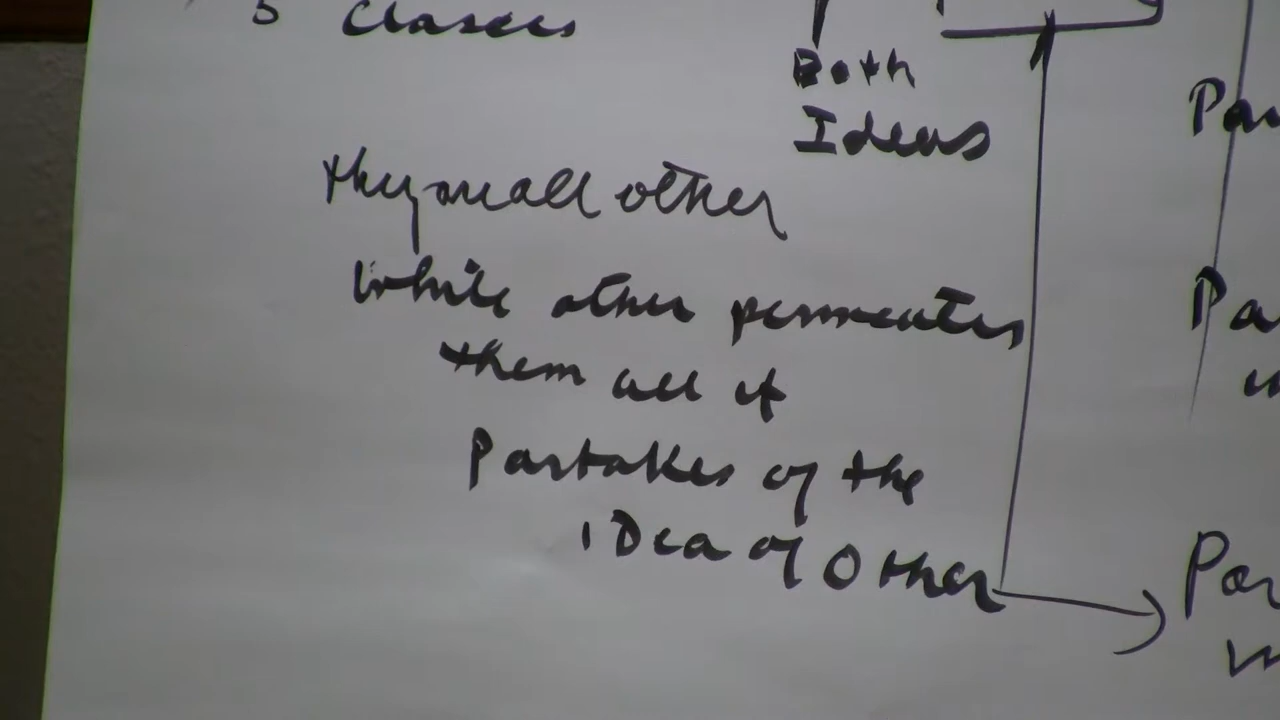 5 Classes
Both
Ideas
they are all other
while other permeates
them all it
Partakes of the
iDea of Other